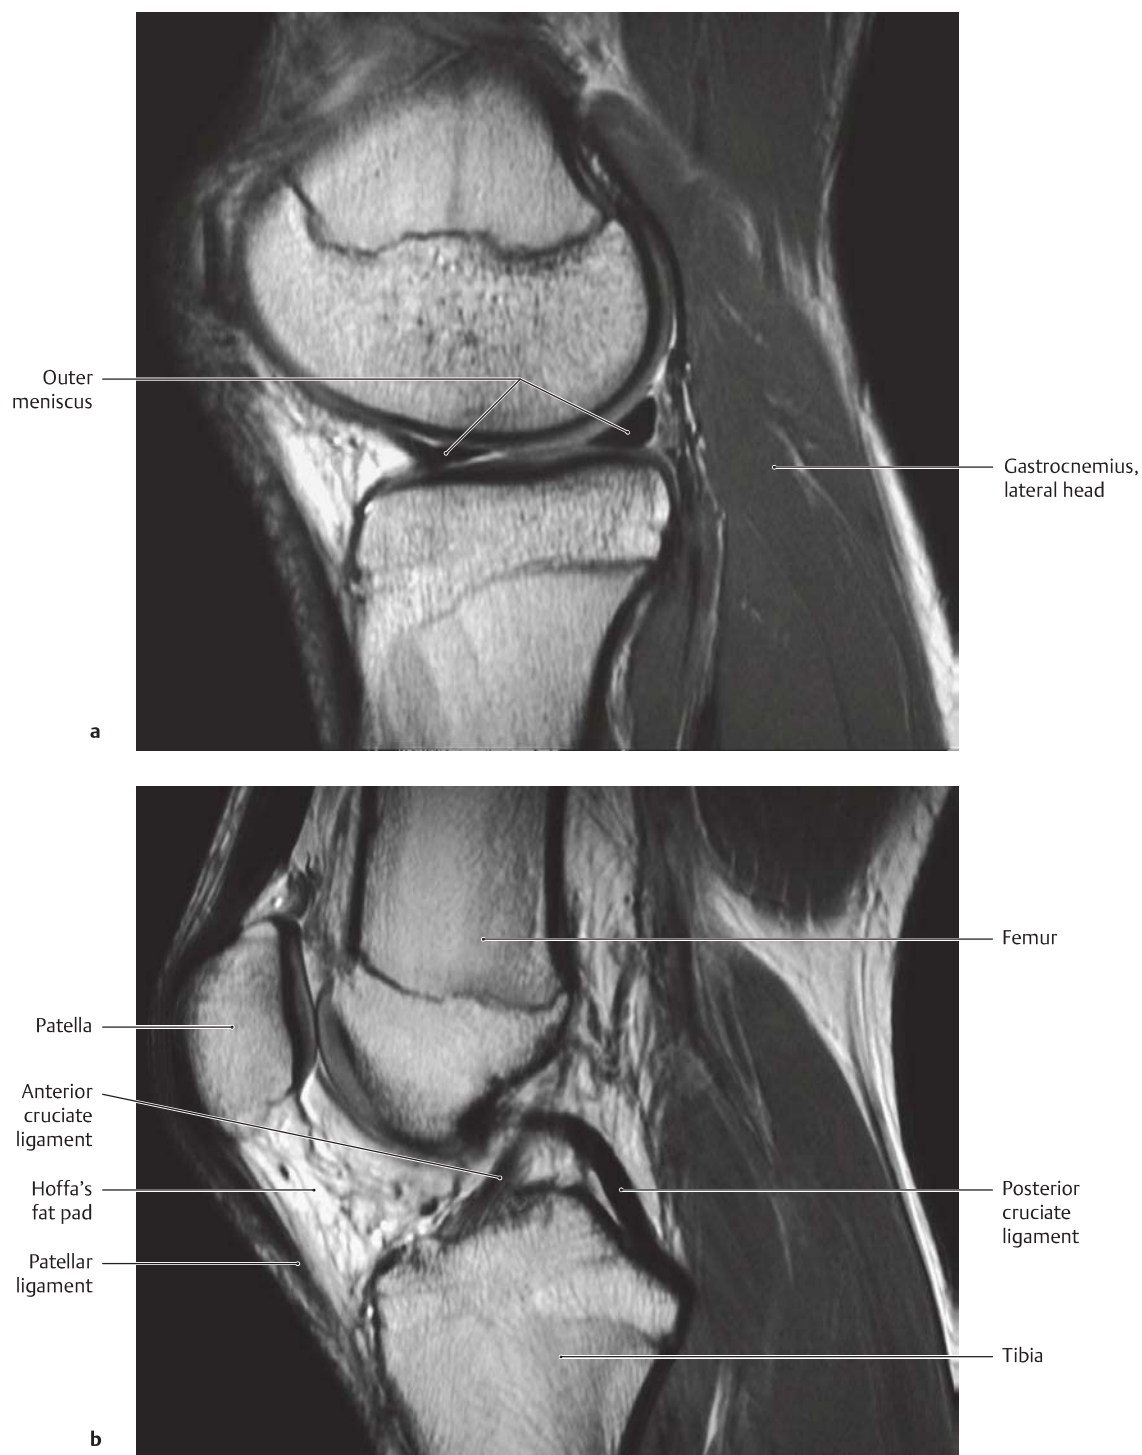 Outer
meniscus
Gastrocnemius,
lateral head
a
Femur
Patella
Anterior
cruciate
ligament
Hoffa's
fat pad
Posterior
cruciate
ligament
Patellar
ligament
Tibia
b